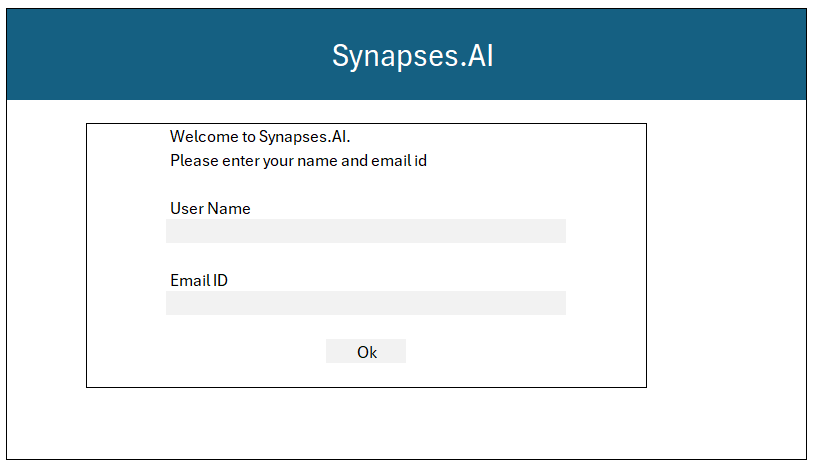 Synapses.AI
Welcome to Synapses.AI.
Please enter your name and email id
User Name
Email ID
Ok